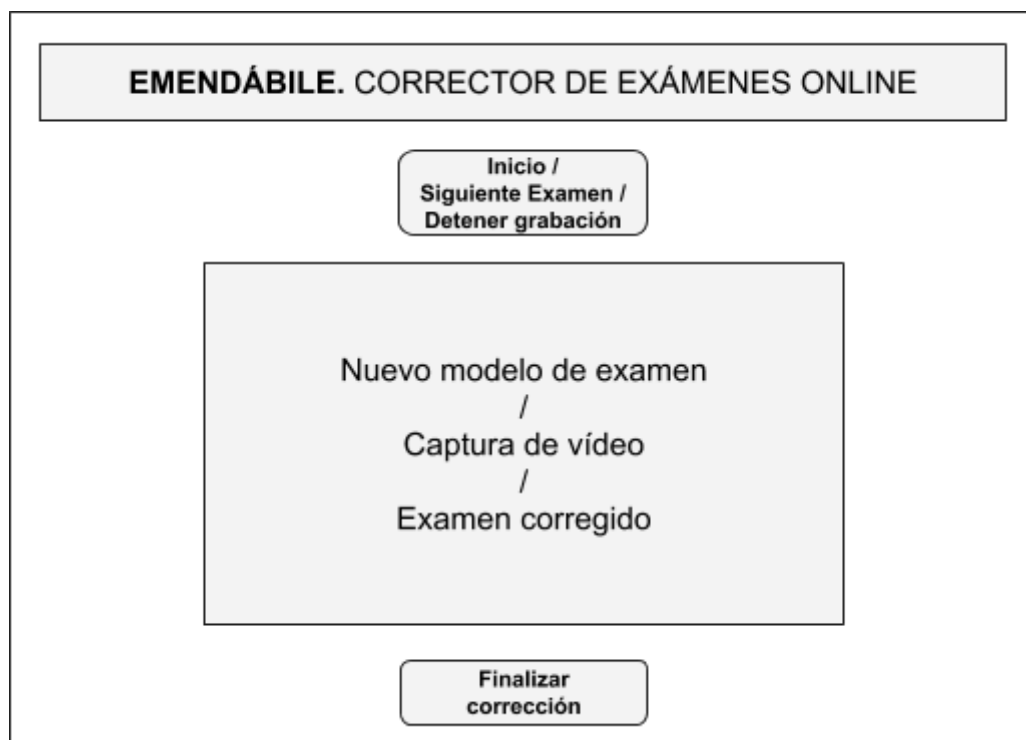 EMENDÁBILE. CORRECTOR DE EXÁMENES ONLINE
Inicio /
Siguiente Examen /
Detener grabación
Nuevo modelo de examen
/
Captura de vídeo
/
Examen corregido
Finalizar
corrección